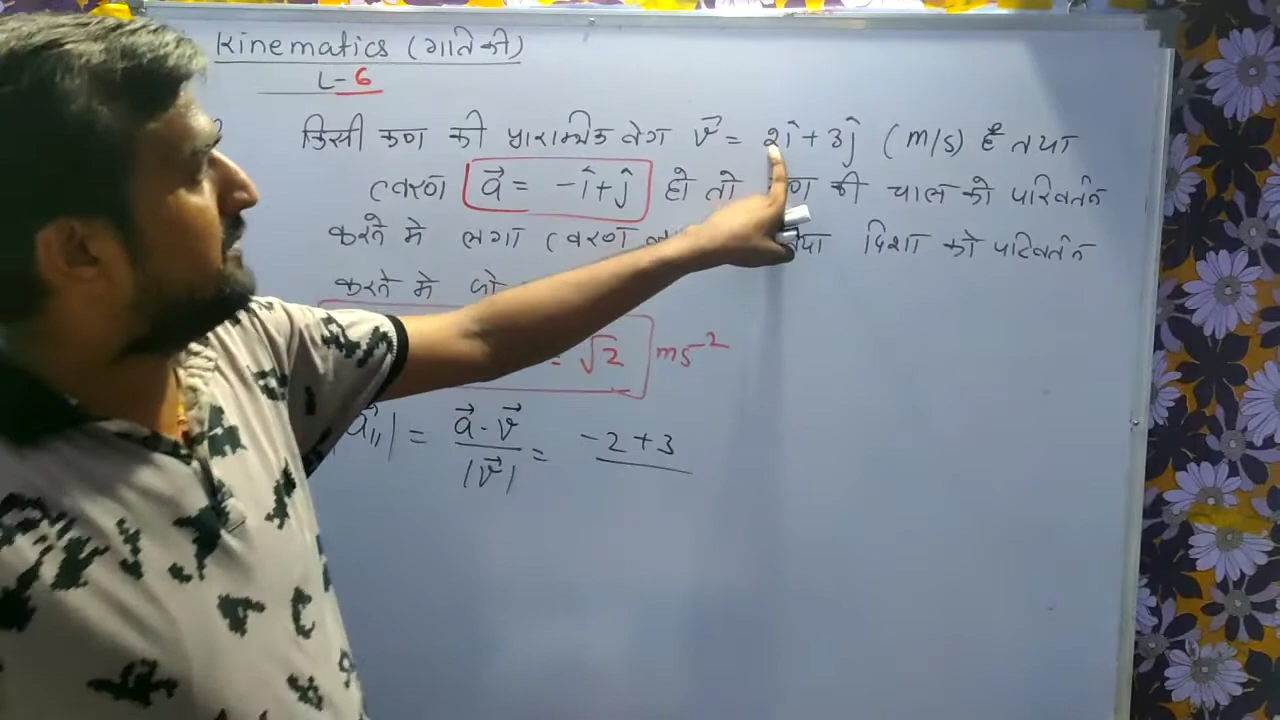 Kinematics (गातिकी)
L-6
किसी कण की प्रारम्भिक वेग v⃗ = 2î + 3ĵ (m/s) है तथा
त्वरण a⃗ = -î + ĵ हो तो की चाल को परिवर्तन
करने मे लगा त्वरण दिशा को परिवर्तन
करने मे
= √2 ms⁻²
a⃗₁₁| = a⃗·v⃗ / |v⃗| = -2+3